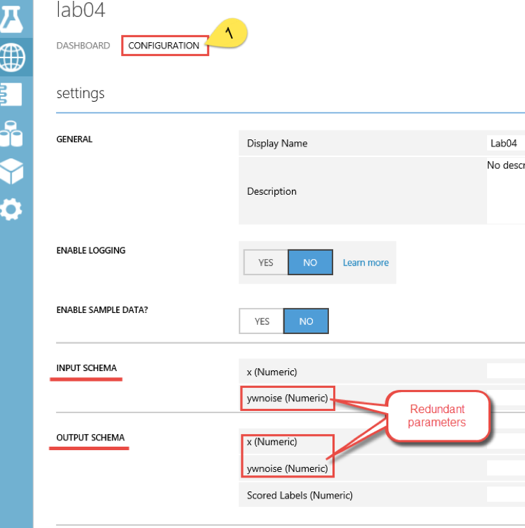 lab04
DASHBOARD CONFIGURATION
١
settings
GENERAL
Display Name Lab04
No descr
Description
ENABLE LOGGING
YES NO Learn more
ENABLE SAMPLE DATA?
YES NO
INPUT SCHEMA
x (Numeric)
ywnoise (Numeric)
Redundant
parameters
OUTPUT SCHEMA
x (Numeric)
ywnoise (Numeric)
Scored Labels (Numeric)